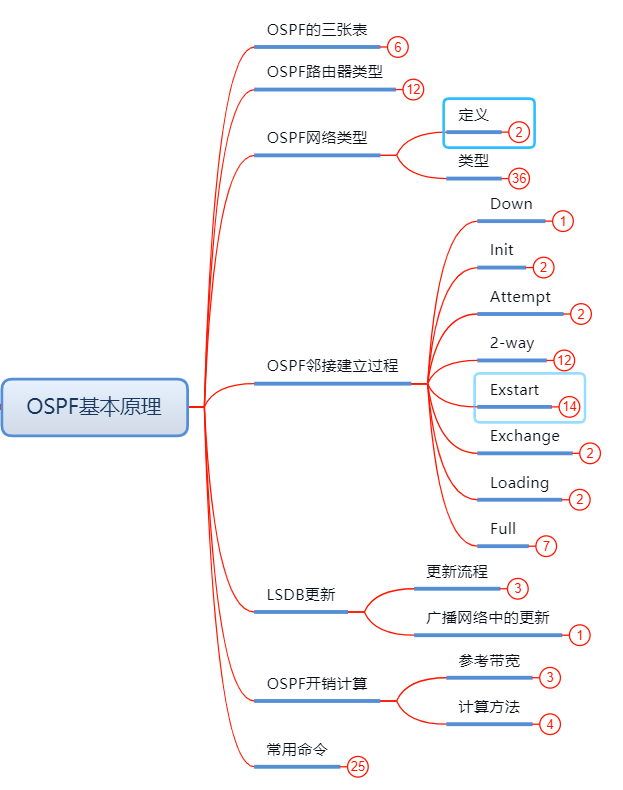 OSPF基本原理
OSPF的三张表
6
OSPF路由器类型
12
OSPF网络类型
定义
2
类型
36
OSPF邻接建立过程
Down
1
Init
2
Attempt
2
2-way
12
Exstart
14
Exchange
2
Loading
2
Full
7
LSDB更新
更新流程
3
广播网络中的更新
1
OSPF开销计算
参考带宽
3
计算方法
4
常用命令
25